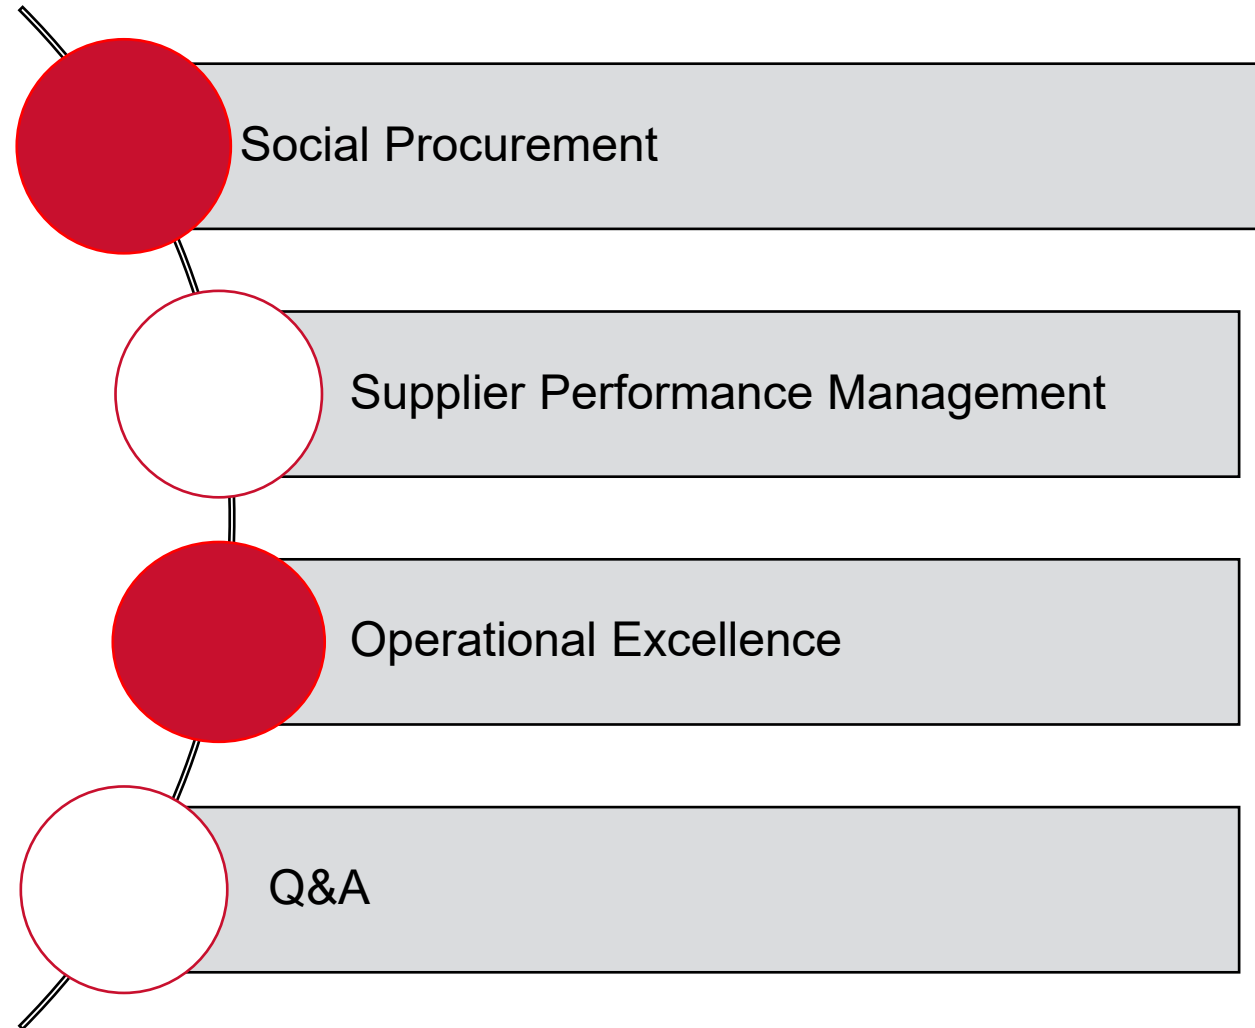 Social Procurement
Supplier Performance Management
Operational Excellence
Q&A